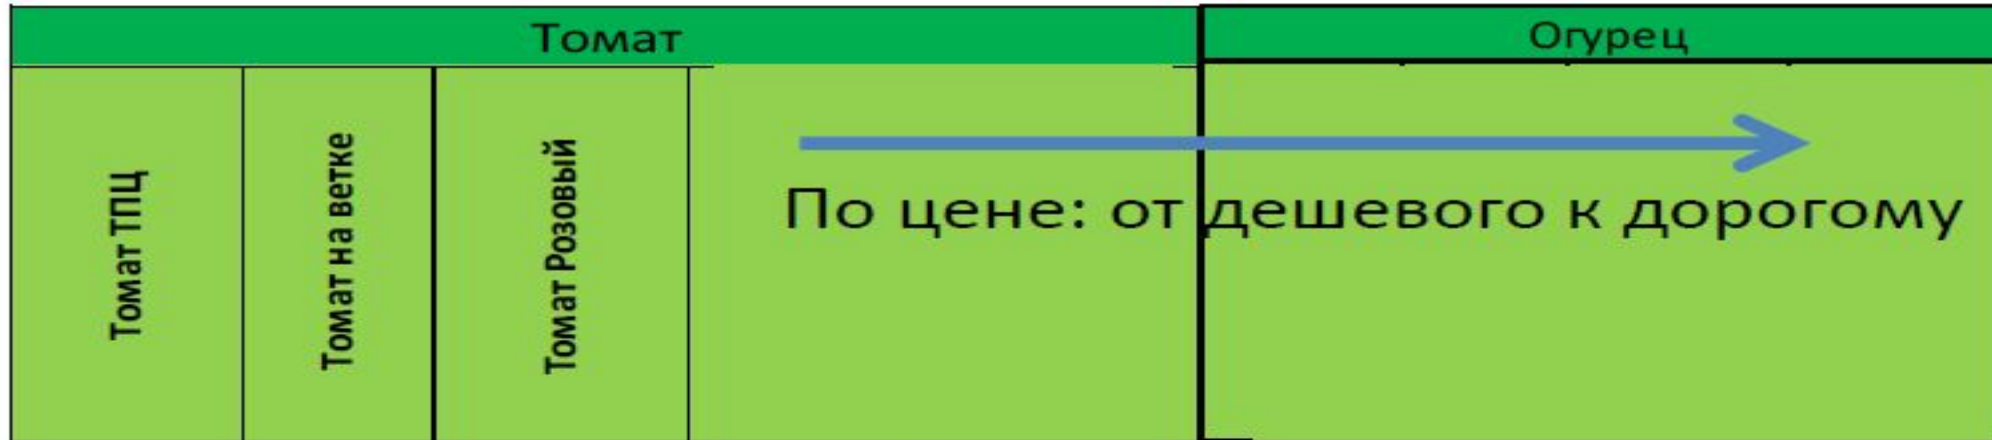 Томат
Огурец
Томат ТПЦ
Томат на ветке
Томат Розовый
По цене: от дешевого к дорогому